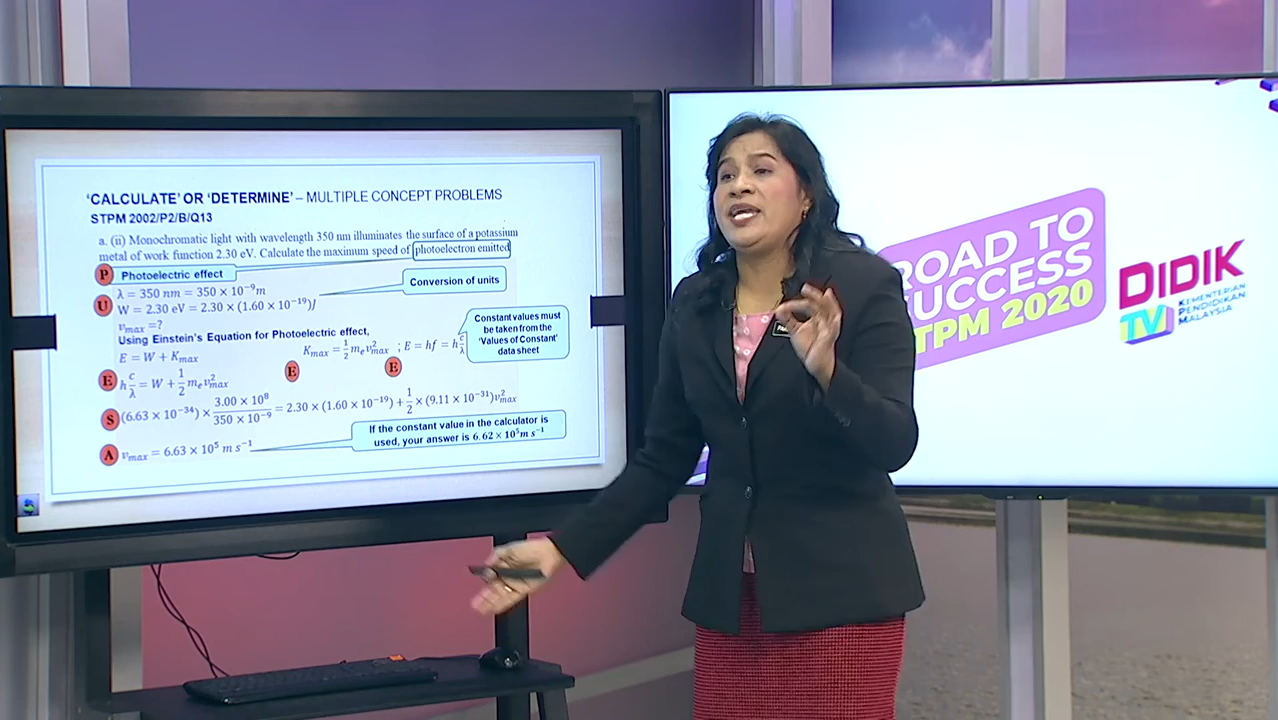 'CALCULATE' OR 'DETERMINE' – MULTIPLE CONCEPT PROBLEMS
STPM 2002/P2/B/Q13
a. (ii) Monochromatic light with wavelength 350 nm illuminates the surface of a potassium
metal of work function 2.30 eV. Calculate the maximum speed of photoelectron emitted
P Photoelectric effect
U λ = 350 nm = 350 × 10⁻⁹m
Conversion of units
W = 2.30 eV = 2.30 × (1.60 × 10⁻¹⁹)J
v_max =?
Using Einstein's Equation for Photoelectric effect,
Constant values must
be taken from the
'Values of Constant'
data sheet
E = W + K_max
K_max = ½ mₑv²_max ; E = hf = h c/λ
E E
E h c/λ = W + ½ mₑv²_max
S (6.63 × 10⁻³⁴) × 3.00 × 10⁸ / 350 × 10⁻⁹ = 2.30 × (1.60 × 10⁻¹⁹) + ½ × (9.11 × 10⁻³¹)v²_max
A v_max = 6.63 × 10⁵ m s⁻¹
If the constant value in the calculator is
used, your answer is 6.62 × 10⁵m s⁻¹
ROAD TO
SUCCESS
STPM 2020
DIDIK
TV
KEMENTERIAN
PENDIDIKAN
MALAYSIA